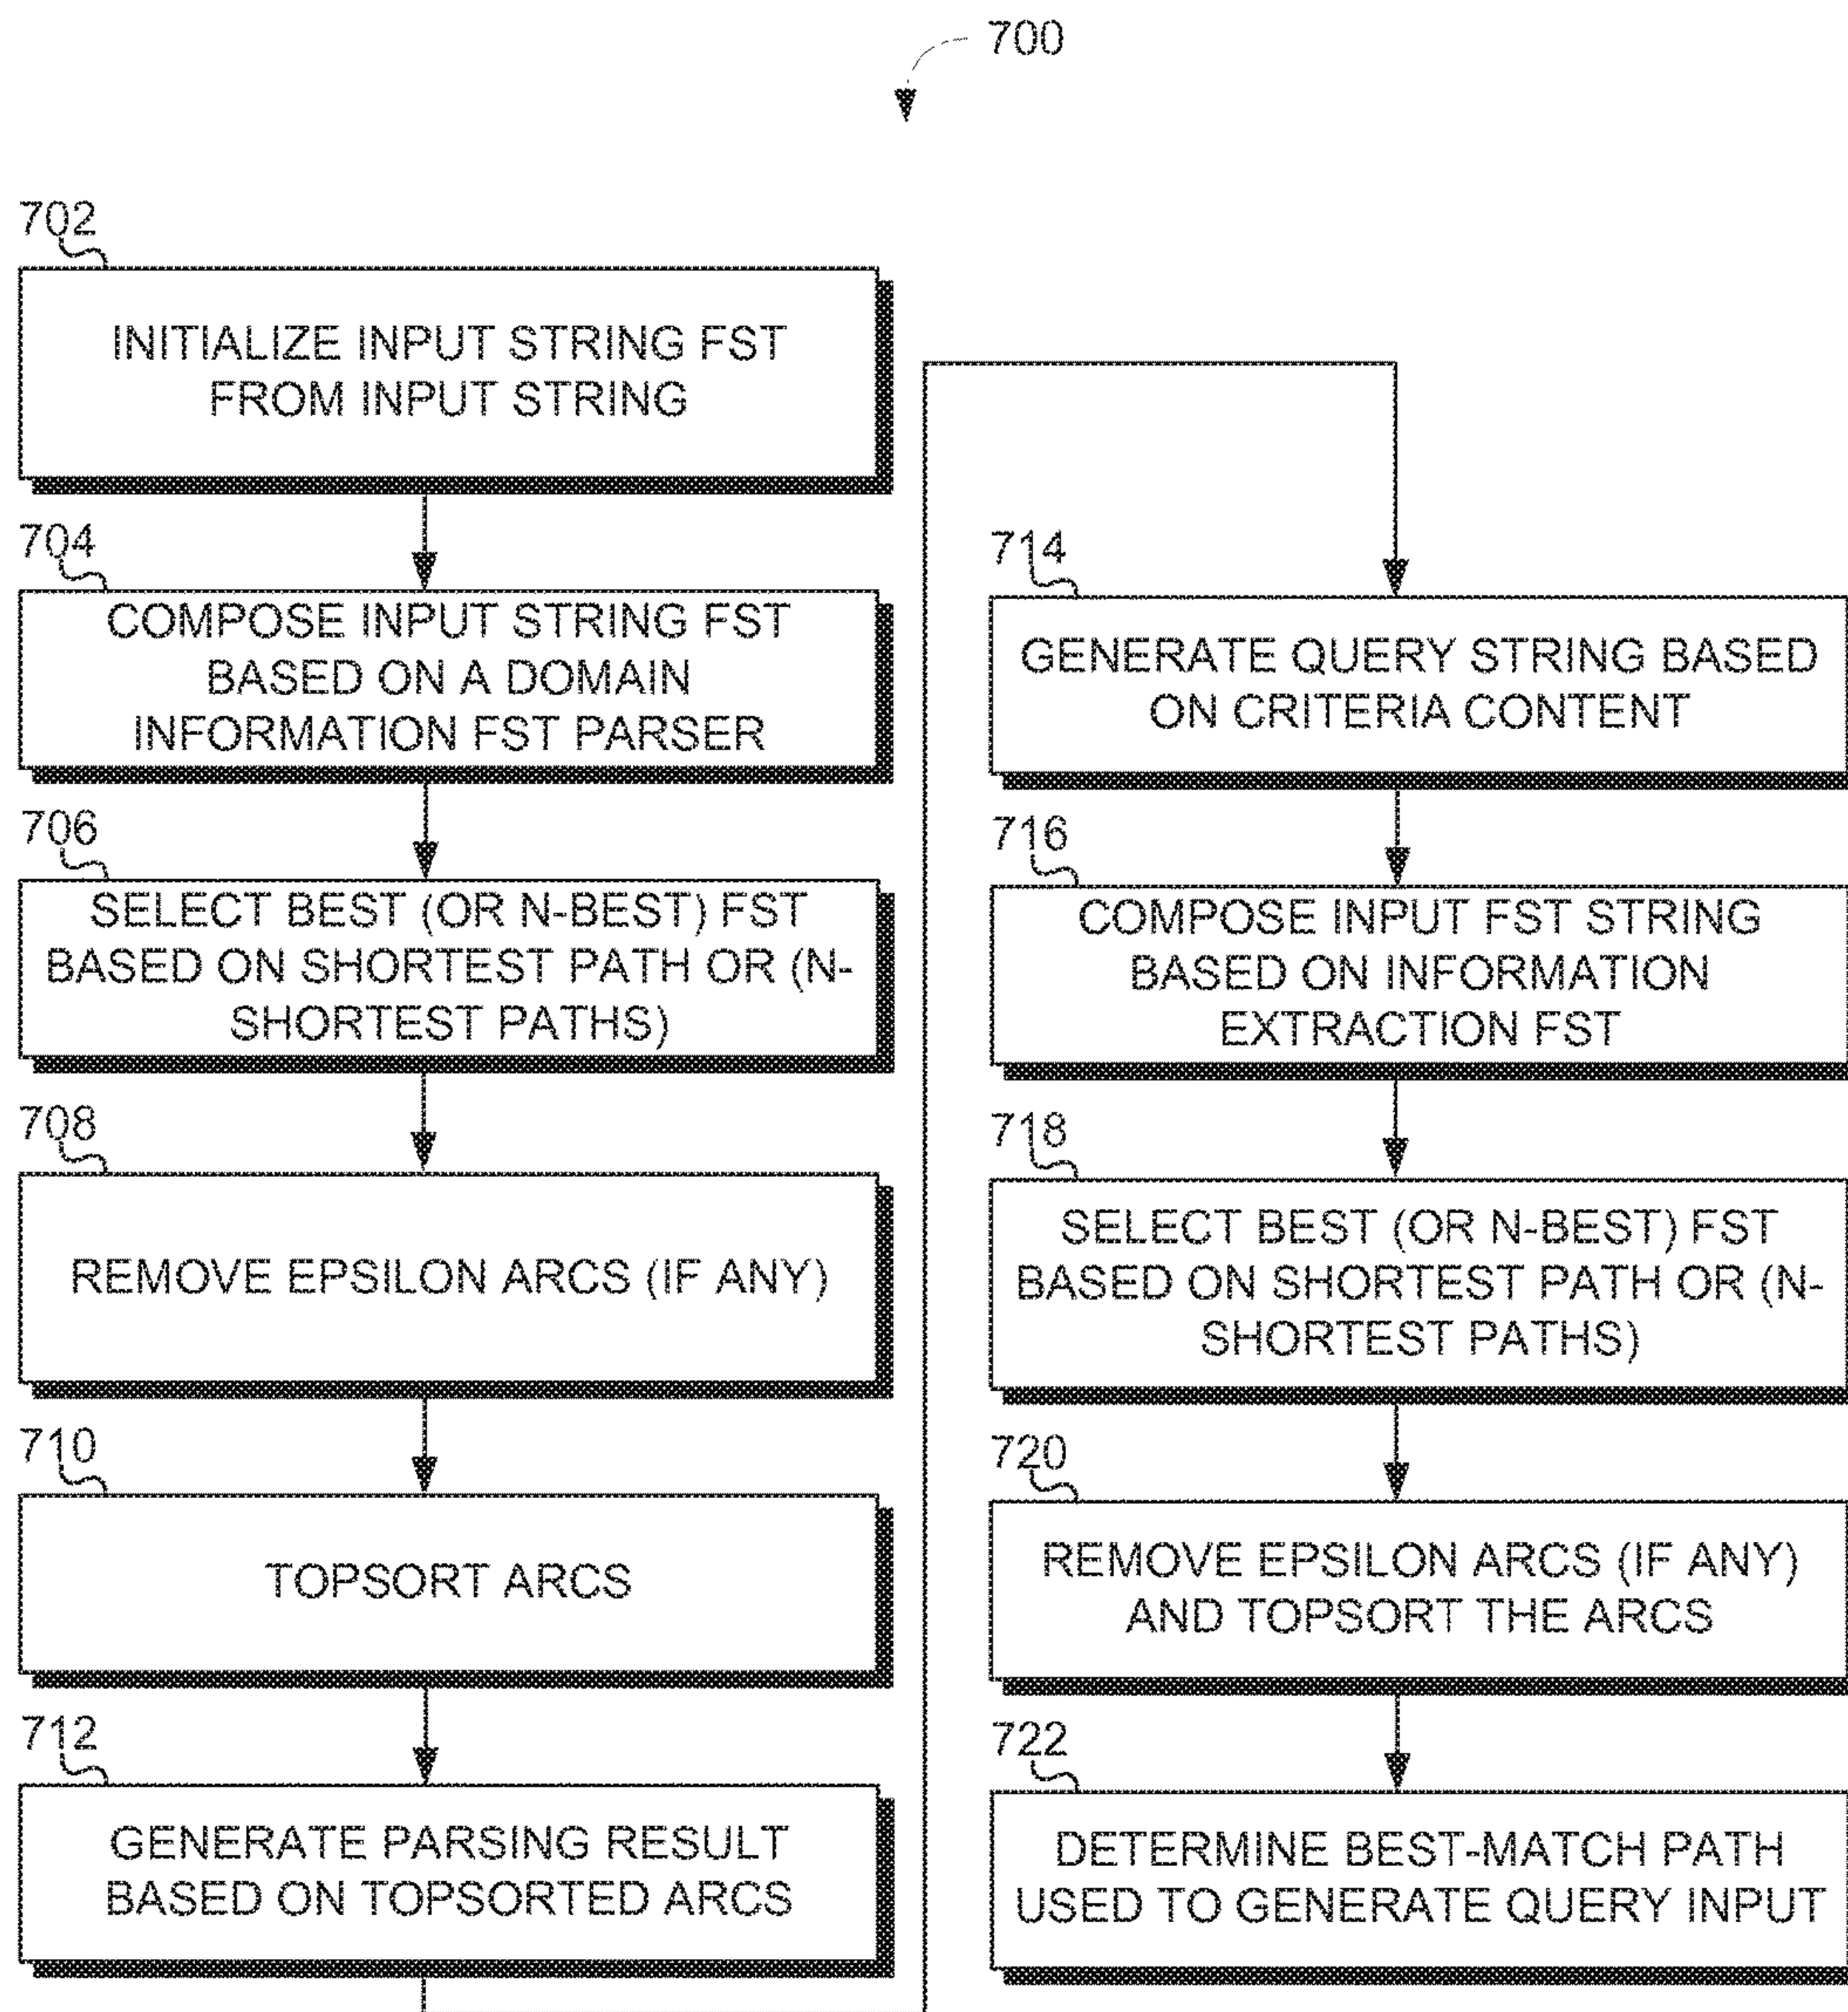 700
702
INITIALIZE INPUT STRING FST
FROM INPUT STRING
704
COMPOSE INPUT STRING FST
BASED ON A DOMAIN
INFORMATION FST PARSER
706
SELECT BEST (OR N-BEST) FST
BASED ON SHORTEST PATH OR (N-
SHORTEST PATHS)
708
REMOVE EPSILON ARCS (IF ANY)
710
TOPSORT ARCS
712
GENERATE PARSING RESULT
BASED ON TOPSORTED ARCS
714
GENERATE QUERY STRING BASED
ON CRITERIA CONTENT
716
COMPOSE INPUT FST STRING
BASED ON INFORMATION
EXTRACTION FST
718
SELECT BEST (OR N-BEST) FST
BASED ON SHORTEST PATH OR (N-
SHORTEST PATHS)
720
REMOVE EPSILON ARCS (IF ANY)
AND TOPSORT THE ARCS
722
DETERMINE BEST-MATCH PATH
USED TO GENERATE QUERY INPUT